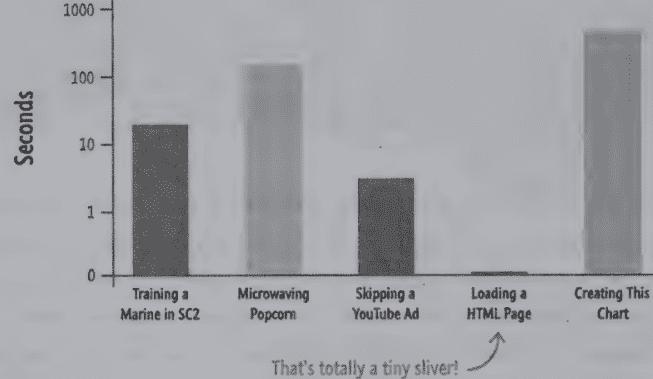 1000
100
10
1
0
Seconds
Training a
Marine in SC2
Microwaving
Popcorn
Skipping a
YouTube Ad
Loading a
HTML Page
Creating This
Chart
That's totally a tiny sliver!